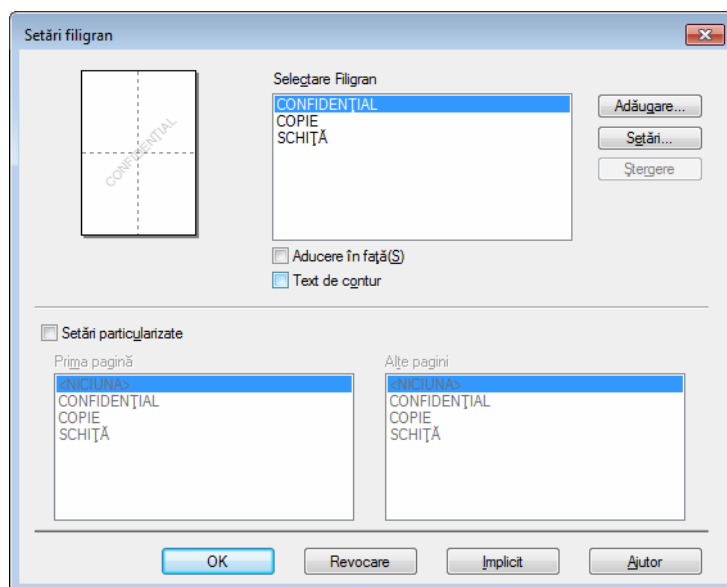 Setări filigran
CONFIDENŢIAL
Selectare Filigran
CONFIDENŢIAL
COPIE
SCHIŢĂ
Adăugare...
Setări...
Ştergere
Aducere în faţă(S)
Text de contur
Setări particularizate
Prima pagină
<NICIUNA>
CONFIDENŢIAL
COPIE
SCHIŢĂ
Alte pagini
<NICIUNA>
CONFIDENŢIAL
COPIE
SCHIŢĂ
OK
Revocare
Implicit
Ajutor